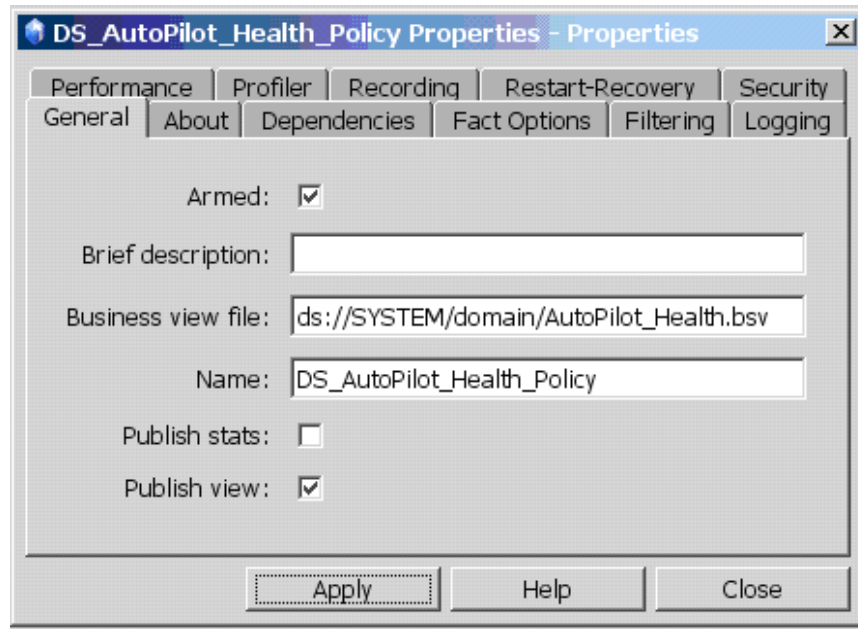 DS_AutoPilot_Health_Policy Properties - Properties
Performance Profiler Recording Restart-Recovery Security
General About Dependencies Fact Options Filtering Logging
Armed:
Brief description:
Business view file: ds://SYSTEM/domain/AutoPilot_Health.bsv
Name: DS_AutoPilot_Health_Policy
Publish stats:
Publish view:
Apply Help Close